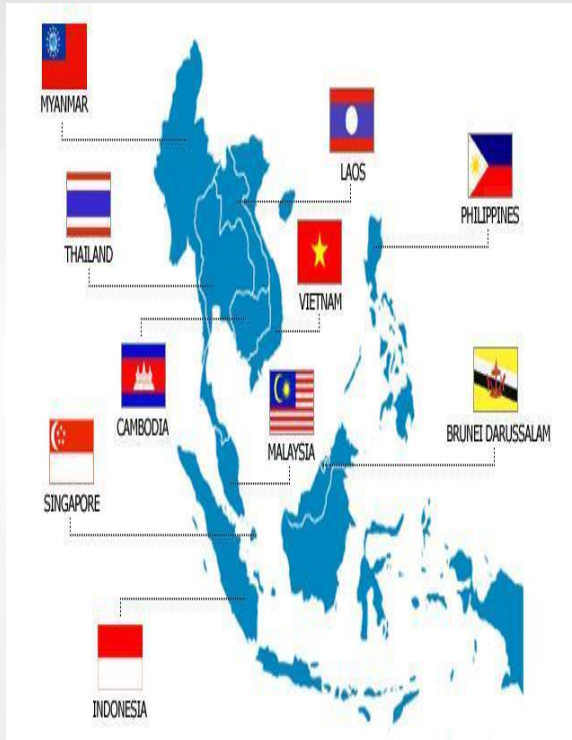 MYANMAR
LAOS
PHILIPPINES
THAILAND
VIETNAM
CAMBODIA
MALAYSIA
BRUNEI DARUSSALAM
SINGAPORE
INDONESIA